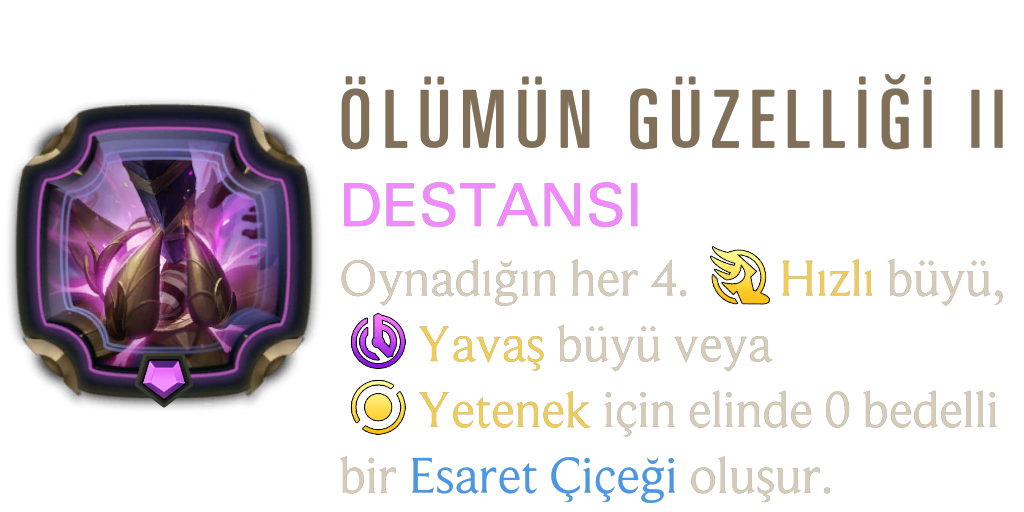 ÖLÜMÜN GÜZELLİĞİ II
DESTANSI
Oynadığın her 4. Hızlı büyü,
Yavaş büyü veya
Yetenek için elinde 0 bedelli
bir Esaret Çiçeği oluşur.